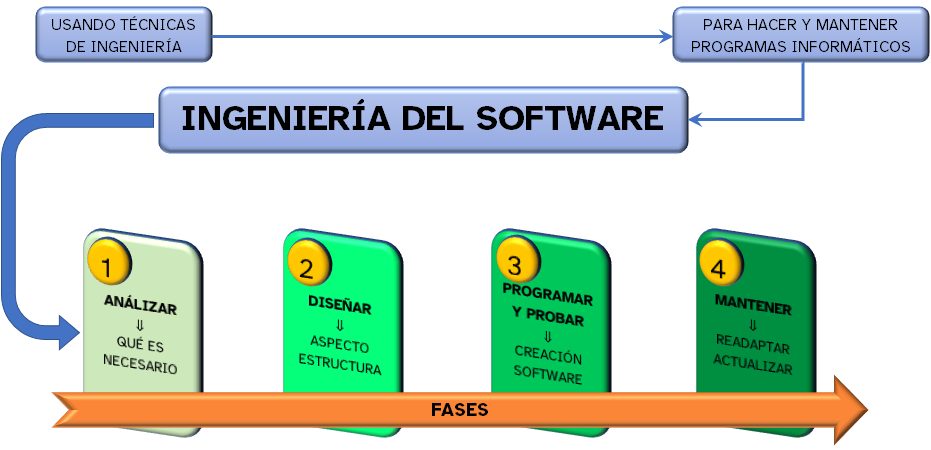 USANDO TÉCNICAS
DE INGENIERÍA
PARA HACER Y MANTENER
PROGRAMAS INFORMÁTICOS
INGENIERÍA DEL SOFTWARE
1
ANÁLIZAR
⇓
QUÉ ES
NECESARIO
2
DISEÑAR
⇓
ASPECTO
ESTRUCTURA
3
PROGRAMAR
Y PROBAR
⇓
CREACIÓN
SOFTWARE
4
MANTENER
⇓
READAPTAR
ACTUALIZAR
FASES